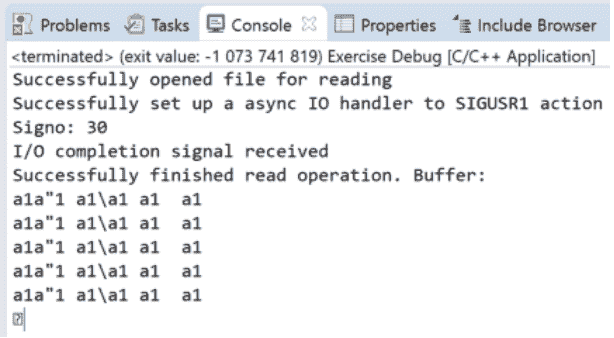 Problems Tasks Console Properties Include Browser
<terminated> (exit value: -1 073 741 819) Exercise Debug [C/C++ Application]
Successfully opened file for reading
Successfully set up a async IO handler to SIGUSR1 action
Signo: 30
I/O completion signal received
Successfully finished read operation. Buffer:
a1a"1 a1\a1 a1  a1
a1a"1 a1\a1 a1  a1
a1a"1 a1\a1 a1  a1
a1a"1 a1\a1 a1  a1
a1a"1 a1\a1 a1  a1